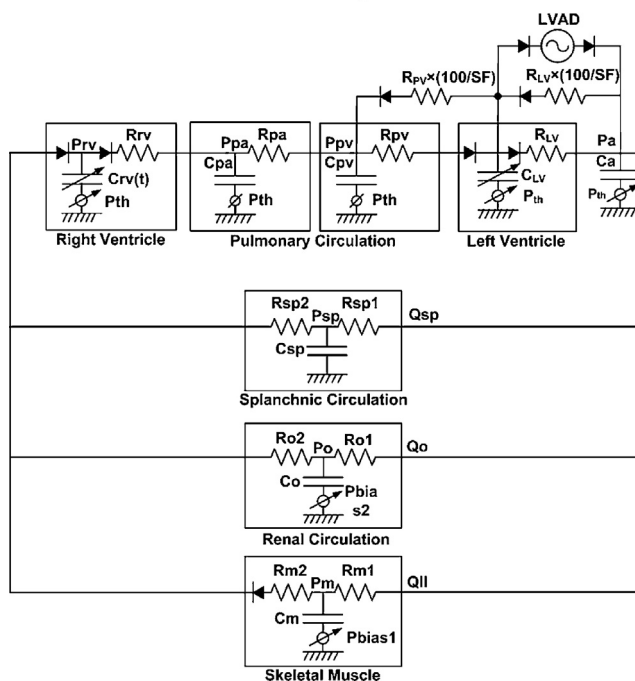 LVAD
RPV×(100/SF)
RLV×(100/SF)
Prv
Rrv
Crv(t)
Pth
Right Ventricle
Ppa
Rpa
Cpa
Pth
Ppv
Rpv
Cpv
Pth
Pulmonary Circulation
RLV
CLV
Pth
Left Ventricle
Pa
Ca
Pth
Rsp2
Psp
Rsp1
Qsp
Csp
Splanchnic Circulation
Ro2
Po
Ro1
Qo
Co
Pbia
s2
Renal Circulation
Rm2
Pm
Rm1
Qll
Cm
Pbias1
Skeletal Muscle